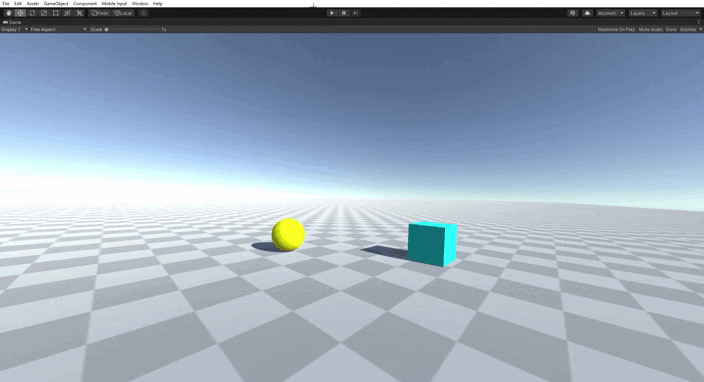 File Edit Assets GameObject Component Mobile Input Window Help
Pivot Local Account Layers Layout
Game
Display 1 Free Aspect Scale 1x Maximize On Play Mute Audio Stats Gizmos